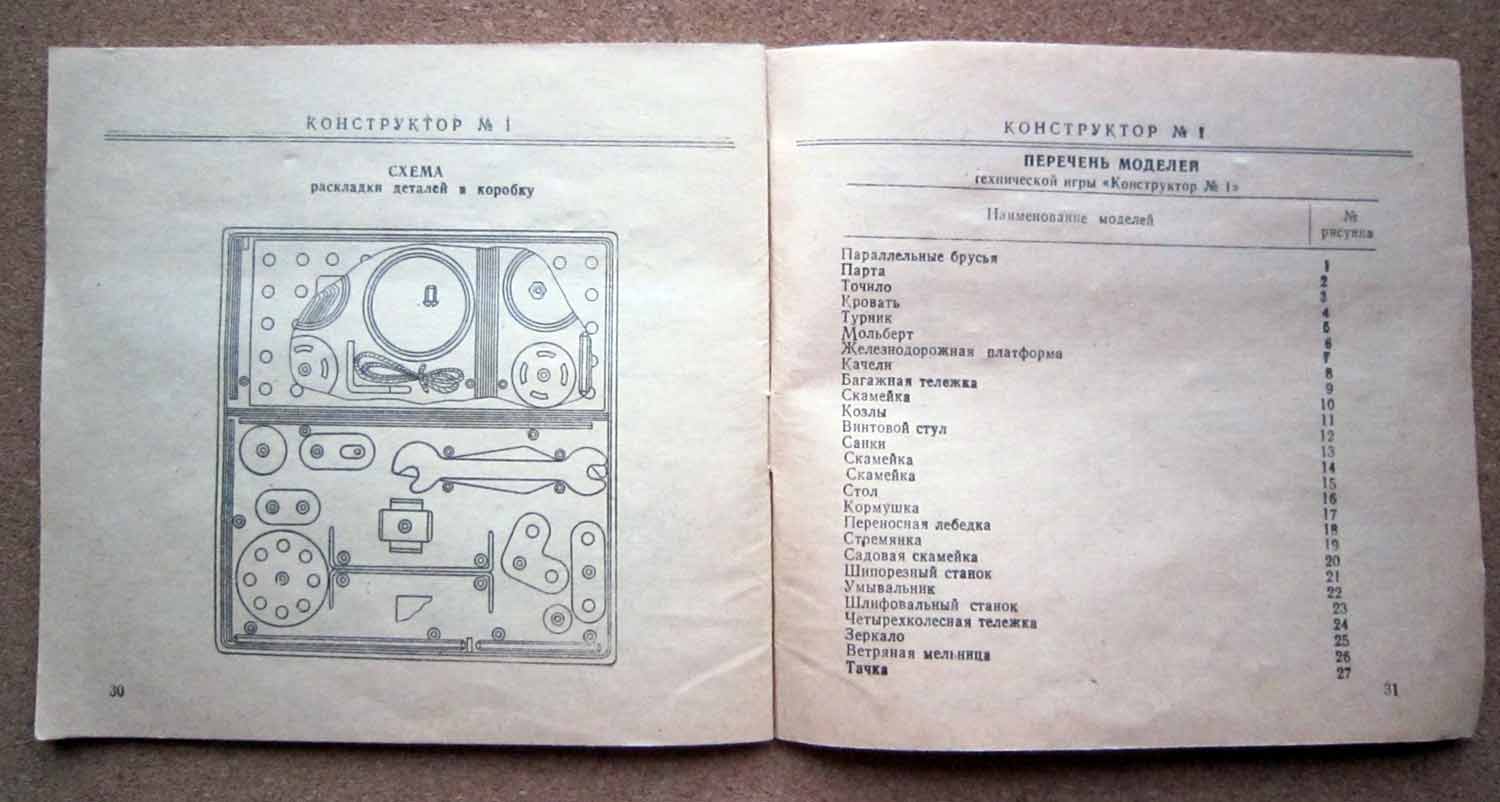 КОНСТРУКТОР № 1
СХЕМА
раскладки деталей в коробку
30
КОНСТРУКТОР № 1
ПЕРЕЧЕНЬ МОДЕЛЕЙ
технической игры «Конструктор № 1»
Наименование моделей № рисунка
Параллельные брусья 1
Парта 2
Точило 3
Кровать 4
Турник 5
Мольберт 6
Железнодорожная платформа 7
Качели 8
Багажная тележка 9
Скамейка 10
Козлы 11
Винтовой стул 12
Санки 13
Скамейка 14
Скамейка 15
Стол 16
Кормушка 17
Переносная лебедка 18
Стремянка 19
Садовая скамейка 20
Шипорезный станок 21
Умывальник 22
Шлифовальный станок 23
Четырехколесная тележка 24
Зеркало 25
Ветряная мельница 26
Тачка 27
31